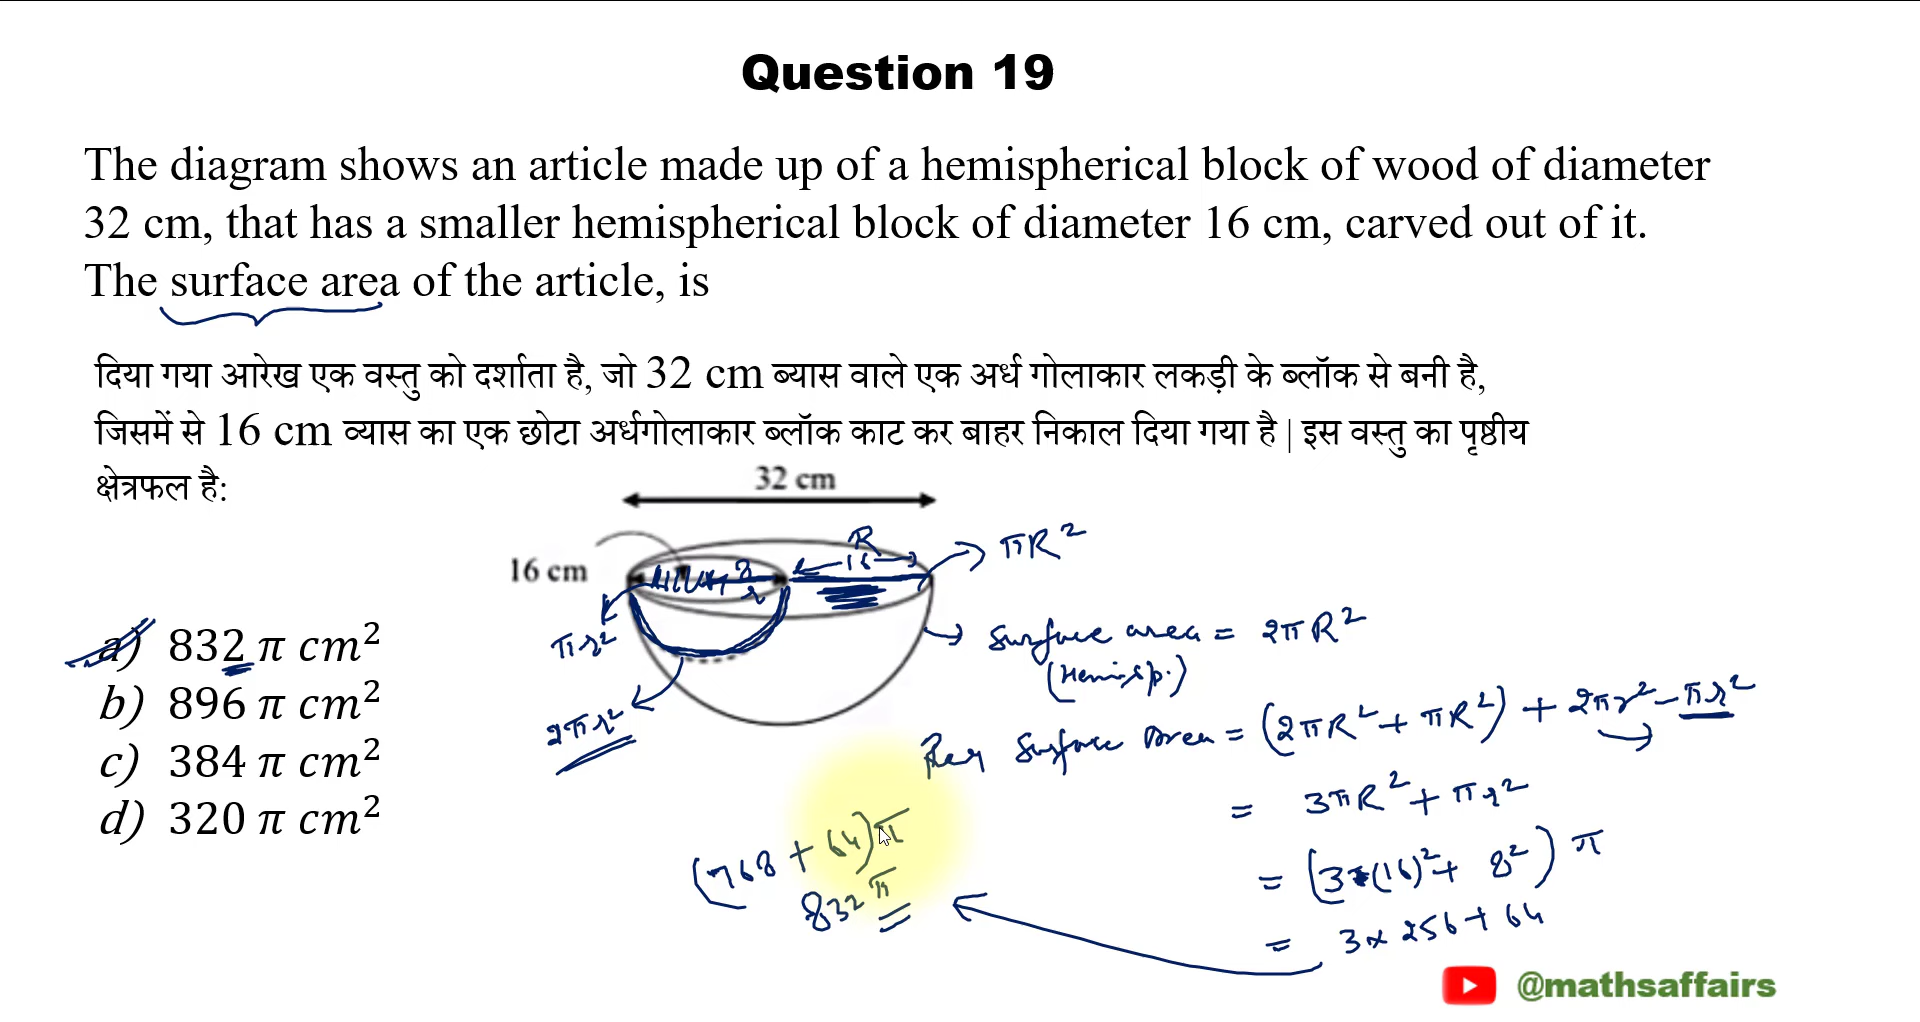 Question 19
The diagram shows an article made up of a hemispherical block of wood of diameter
32 cm, that has a smaller hemispherical block of diameter 16 cm, carved out of it.
The surface area of the article, is
दिया गया आरेख एक वस्तु को दर्शाता है, जो 32 cm ब्यास वाले एक अर्ध गोलाकार लकड़ी के ब्लॉक से बनी है,
जिसमें से 16 cm व्यास का एक छोटा अर्धगोलाकार ब्लॉक काट कर बाहर निकाल दिया गया है | इस वस्तु का पृष्ठीय
क्षेत्रफल है:
32 cm
R
πR²
16 cm
8
r
16
πr²
a) 832 π cm²
b) 896 π cm²
c) 384 π cm²
d) 320 π cm²
2πr²
Surface area = 2πR²
(Hemisp.)
Surface Area = (2πR² + πR²) + 2πr² - πr²
= 3πR² + πr²
= (3(16)² + 8²) π
= 3 x 256 + 64
(768 + 64) π
832 π
@mathsaffairs